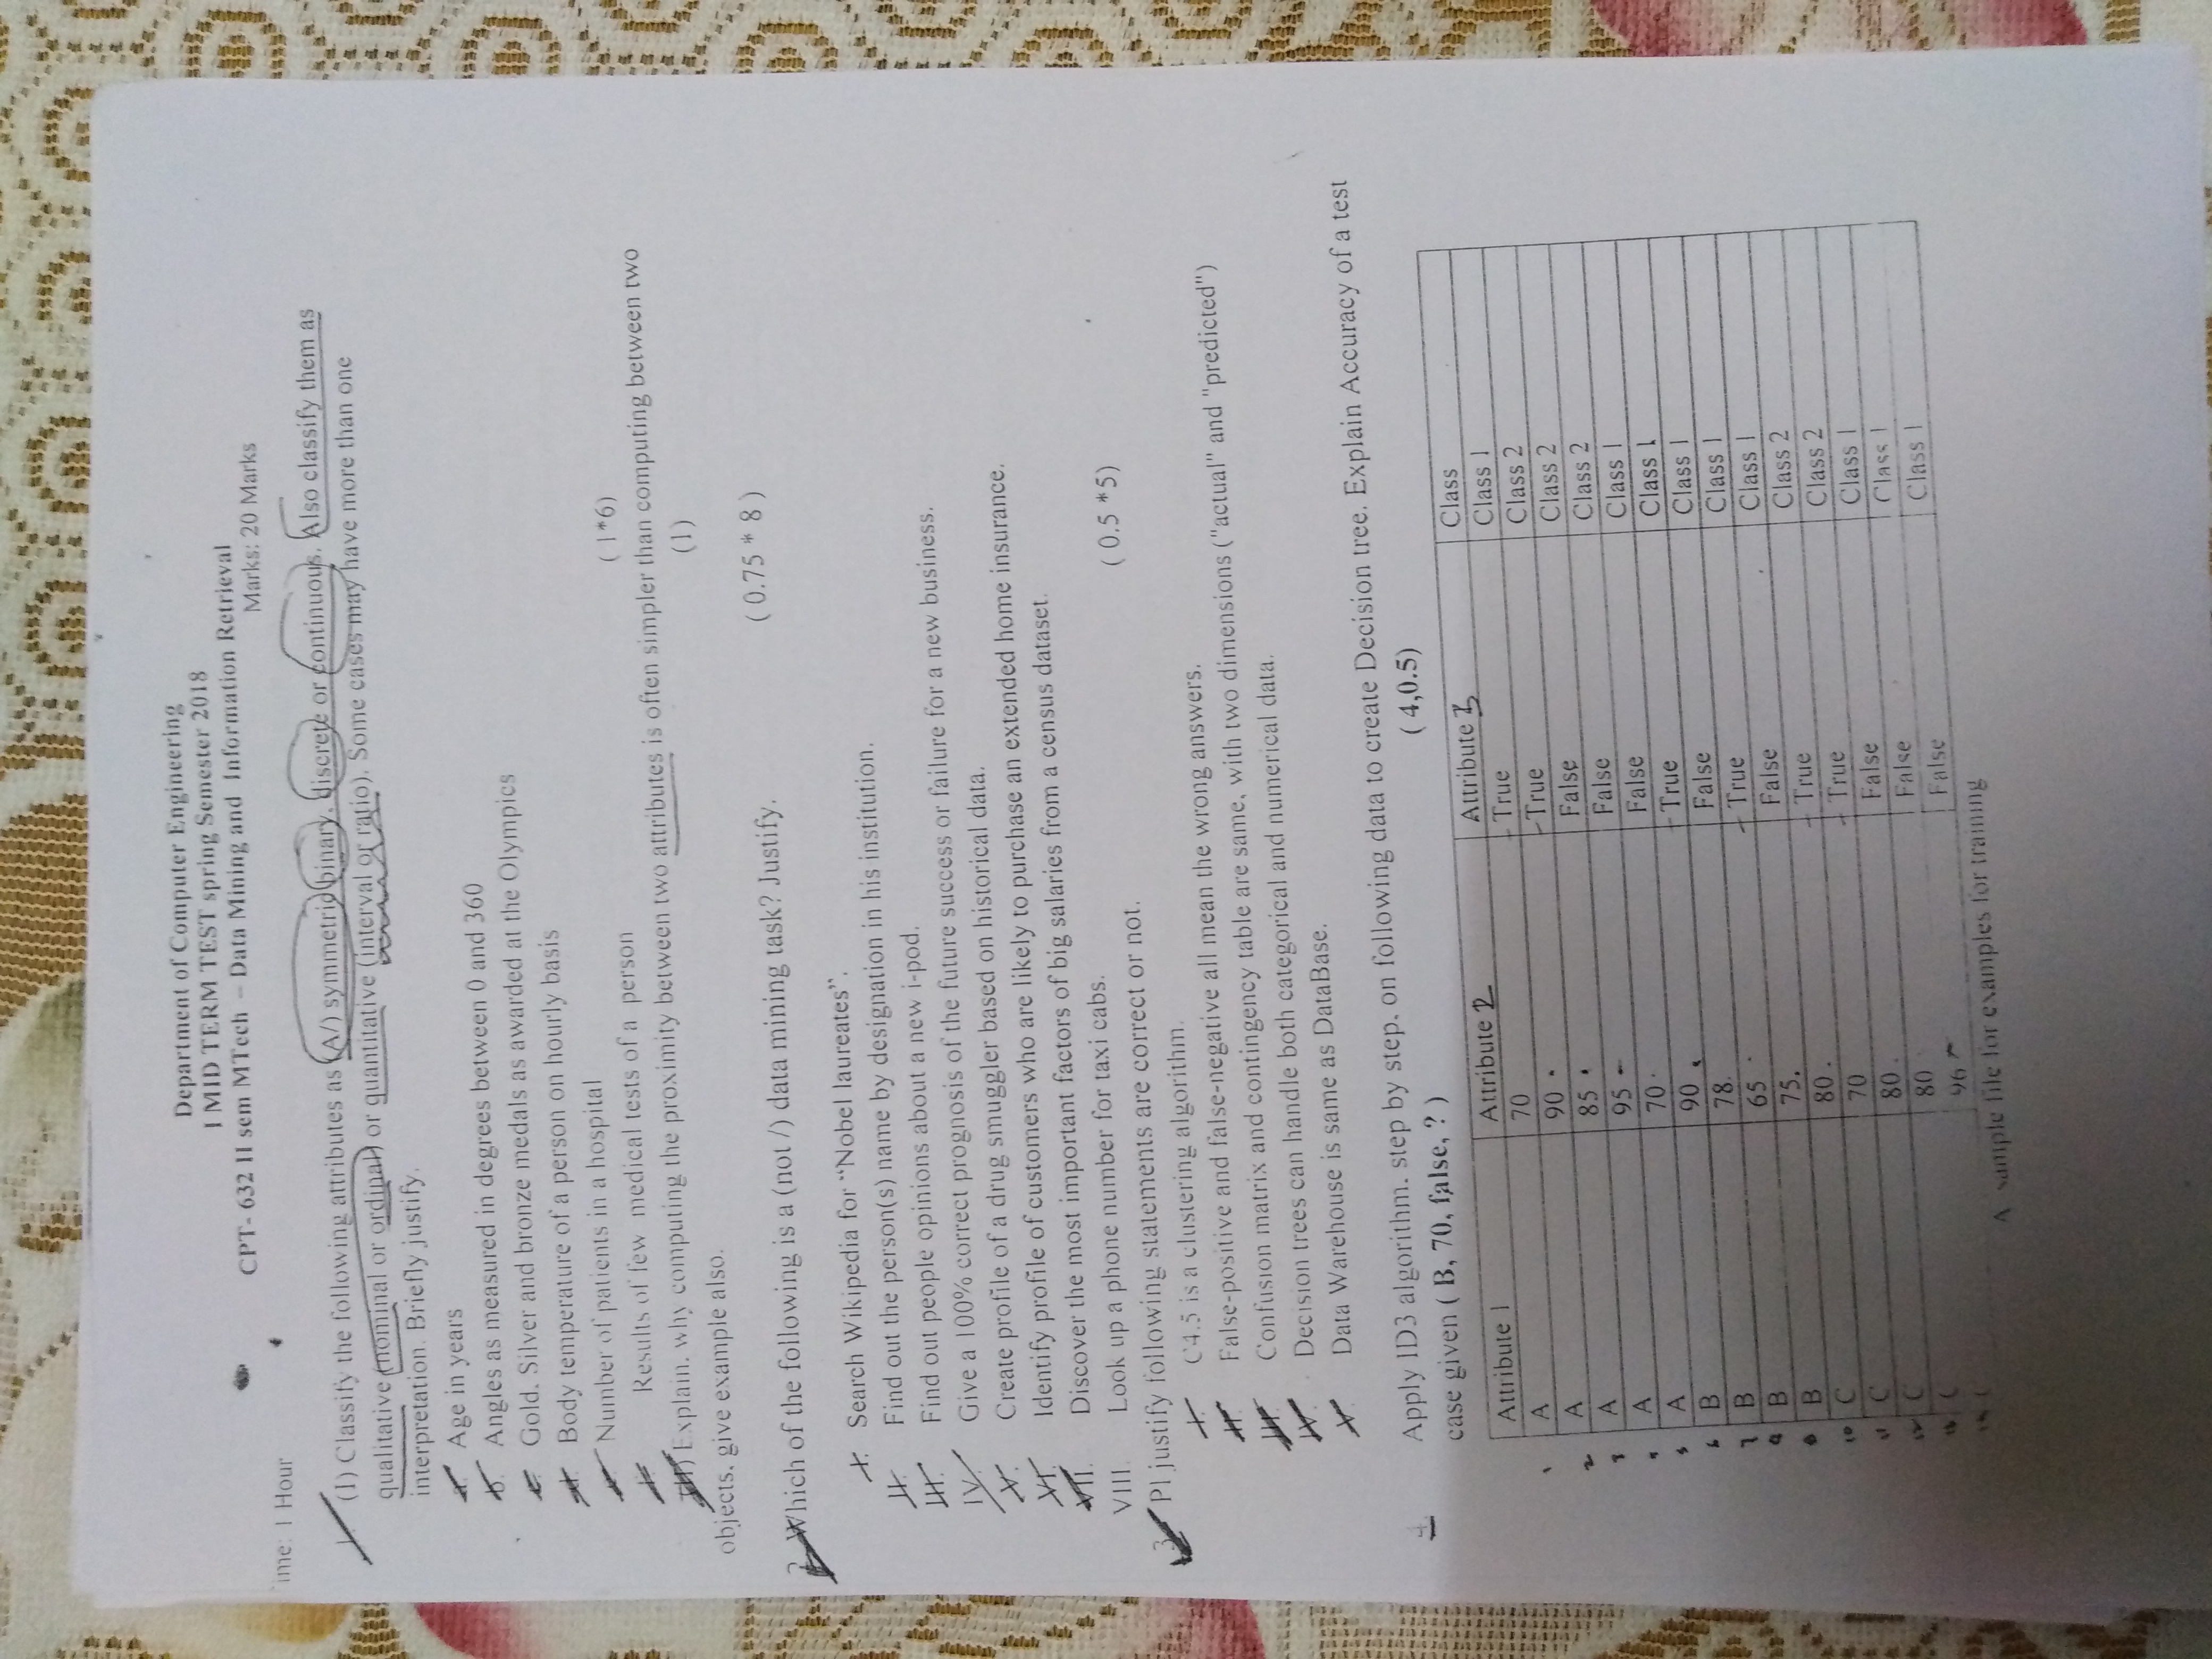 Department of Computer Engineering
I MID TERM TEST spring Semester 2018
CPT- 632 II sem MTech – Data Mining and Information Retrieval
ime: 1 Hour Marks: 20 Marks
(I) Classify the following attributes as (A/) symmetric binary, discrete or continuous. Also classify them as
qualitative (nominal or ordinal) or quantitative (interval or ratio). Some cases may have more than one
interpretation. Briefly justify.
Age in years
b. Angles as measured in degrees between 0 and 360
c. Gold, Silver and bronze medals as awarded at the Olympics
Body temperature of a person on hourly basis
Number of patients in a hospital (1*6)
Results of few medical tests of a person
Explain, why computing the proximity between two attributes is often simpler than computing between two
objects, give example also. (1)
2. Which of the following is a (not /) data mining task? Justify. (0.75 * 8)
I. Search Wikipedia for “Nobel laureates”.
II. Find out the person(s) name by designation in his institution.
III. Find out people opinions about a new i-pod.
IV. Give a 100% correct prognosis of the future success or failure for a new business.
V. Create profile of a drug smuggler based on historical data.
VI. Identify profile of customers who are likely to purchase an extended home insurance.
VII. Discover the most important factors of big salaries from a census dataset.
VIII. Look up a phone number for taxi cabs.
3. Pl justify following statements are correct or not. (0.5 *5)
I. C4.5 is a clustering algorithm.
II. False-positive and false-negative all mean the wrong answers.
III. Confusion matrix and contingency table are same, with two dimensions ("actual" and "predicted")
IV. Decision trees can handle both categorical and numerical data.
V. Data Warehouse is same as DataBase.
4. Apply ID3 algorithm, step by step, on following data to create Decision tree. Explain Accuracy of a test
case given ( B, 70, false, ? ) ( 4,0.5)
Attribute 1 Attribute 2 Attribute 3 Class
1 A 70 True Class 1
2 A 90 True Class 2
3 A 85 False Class 2
4 A 95 False Class 2
5 A 70 False Class 1
6 B 90 True Class 1
7 B 78 False Class 1
8 B 65 True Class 1
9 B 75 False Class 1
10 C 80 True Class 2
11 C 70 True Class 2
12 C 80 False Class 1
13 C 80 False Class 1
14 C 96 False Class 1
A sample file for examples for training